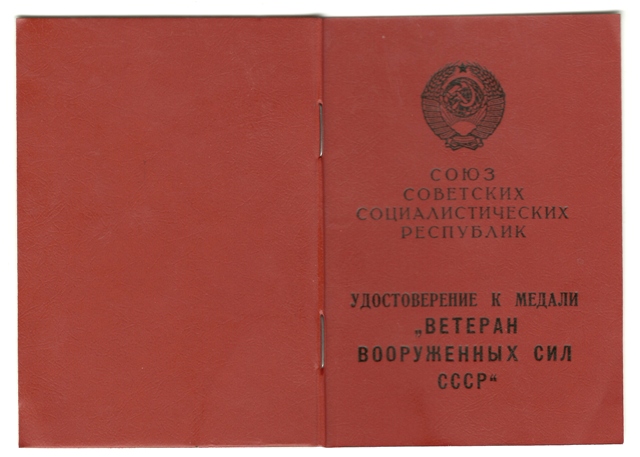 СОЮЗ
СОВЕТСКИХ
СОЦИАЛИСТИЧЕСКИХ
РЕСПУБЛИК
УДОСТОВЕРЕНИЕ К МЕДАЛИ
„ВЕТЕРАН
ВООРУЖЕННЫХ СИЛ
СССР“